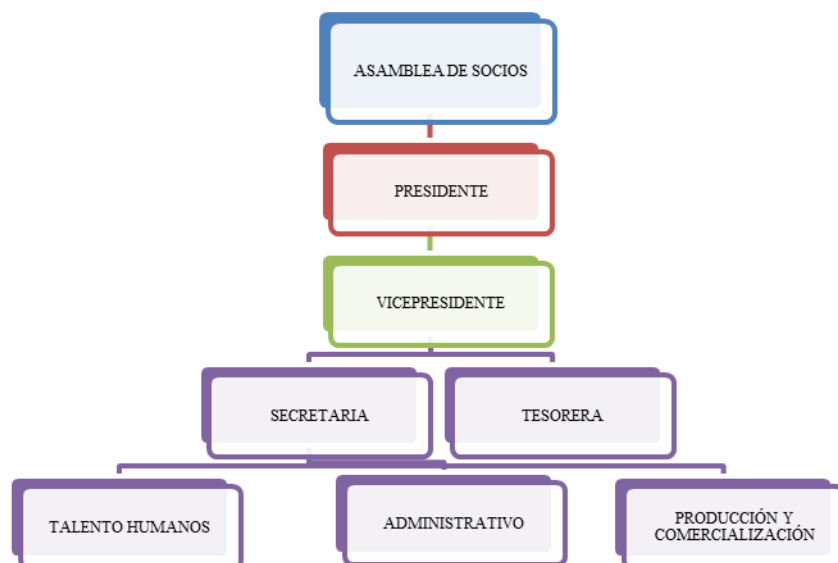 ASAMBLEA DE SOCIOS
PRESIDENTE
VICEPRESIDENTE
SECRETARIA
TESORERA
TALENTO HUMANOS
ADMINISTRATIVO
PRODUCCIÓN Y
COMERCIALIZACIÓN